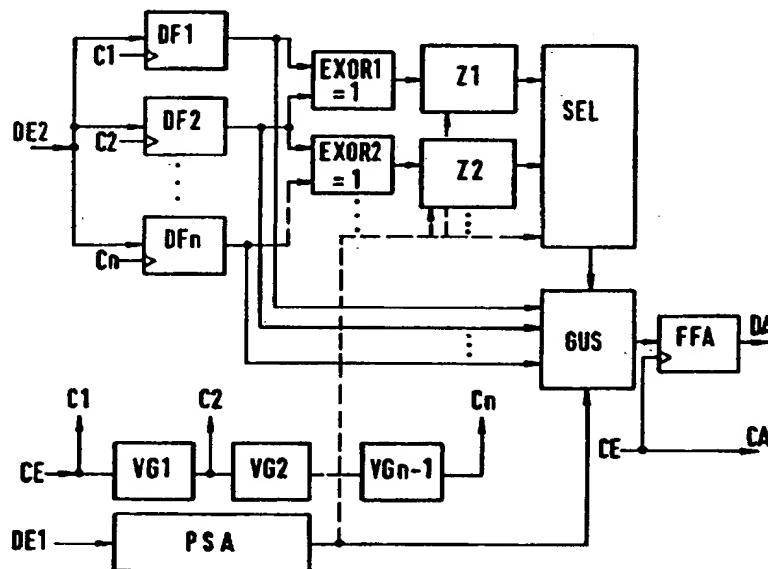 DF1
C1
EXOR1
=1
Z1
SEL
DE2
DF2
C2
EXOR2
=1
Z2
DFn
Cn
GUS
FFA
DA
C1
C2
Cn
CE
VG1
VG2
VGn-1
CE
CA
DE1
PSA